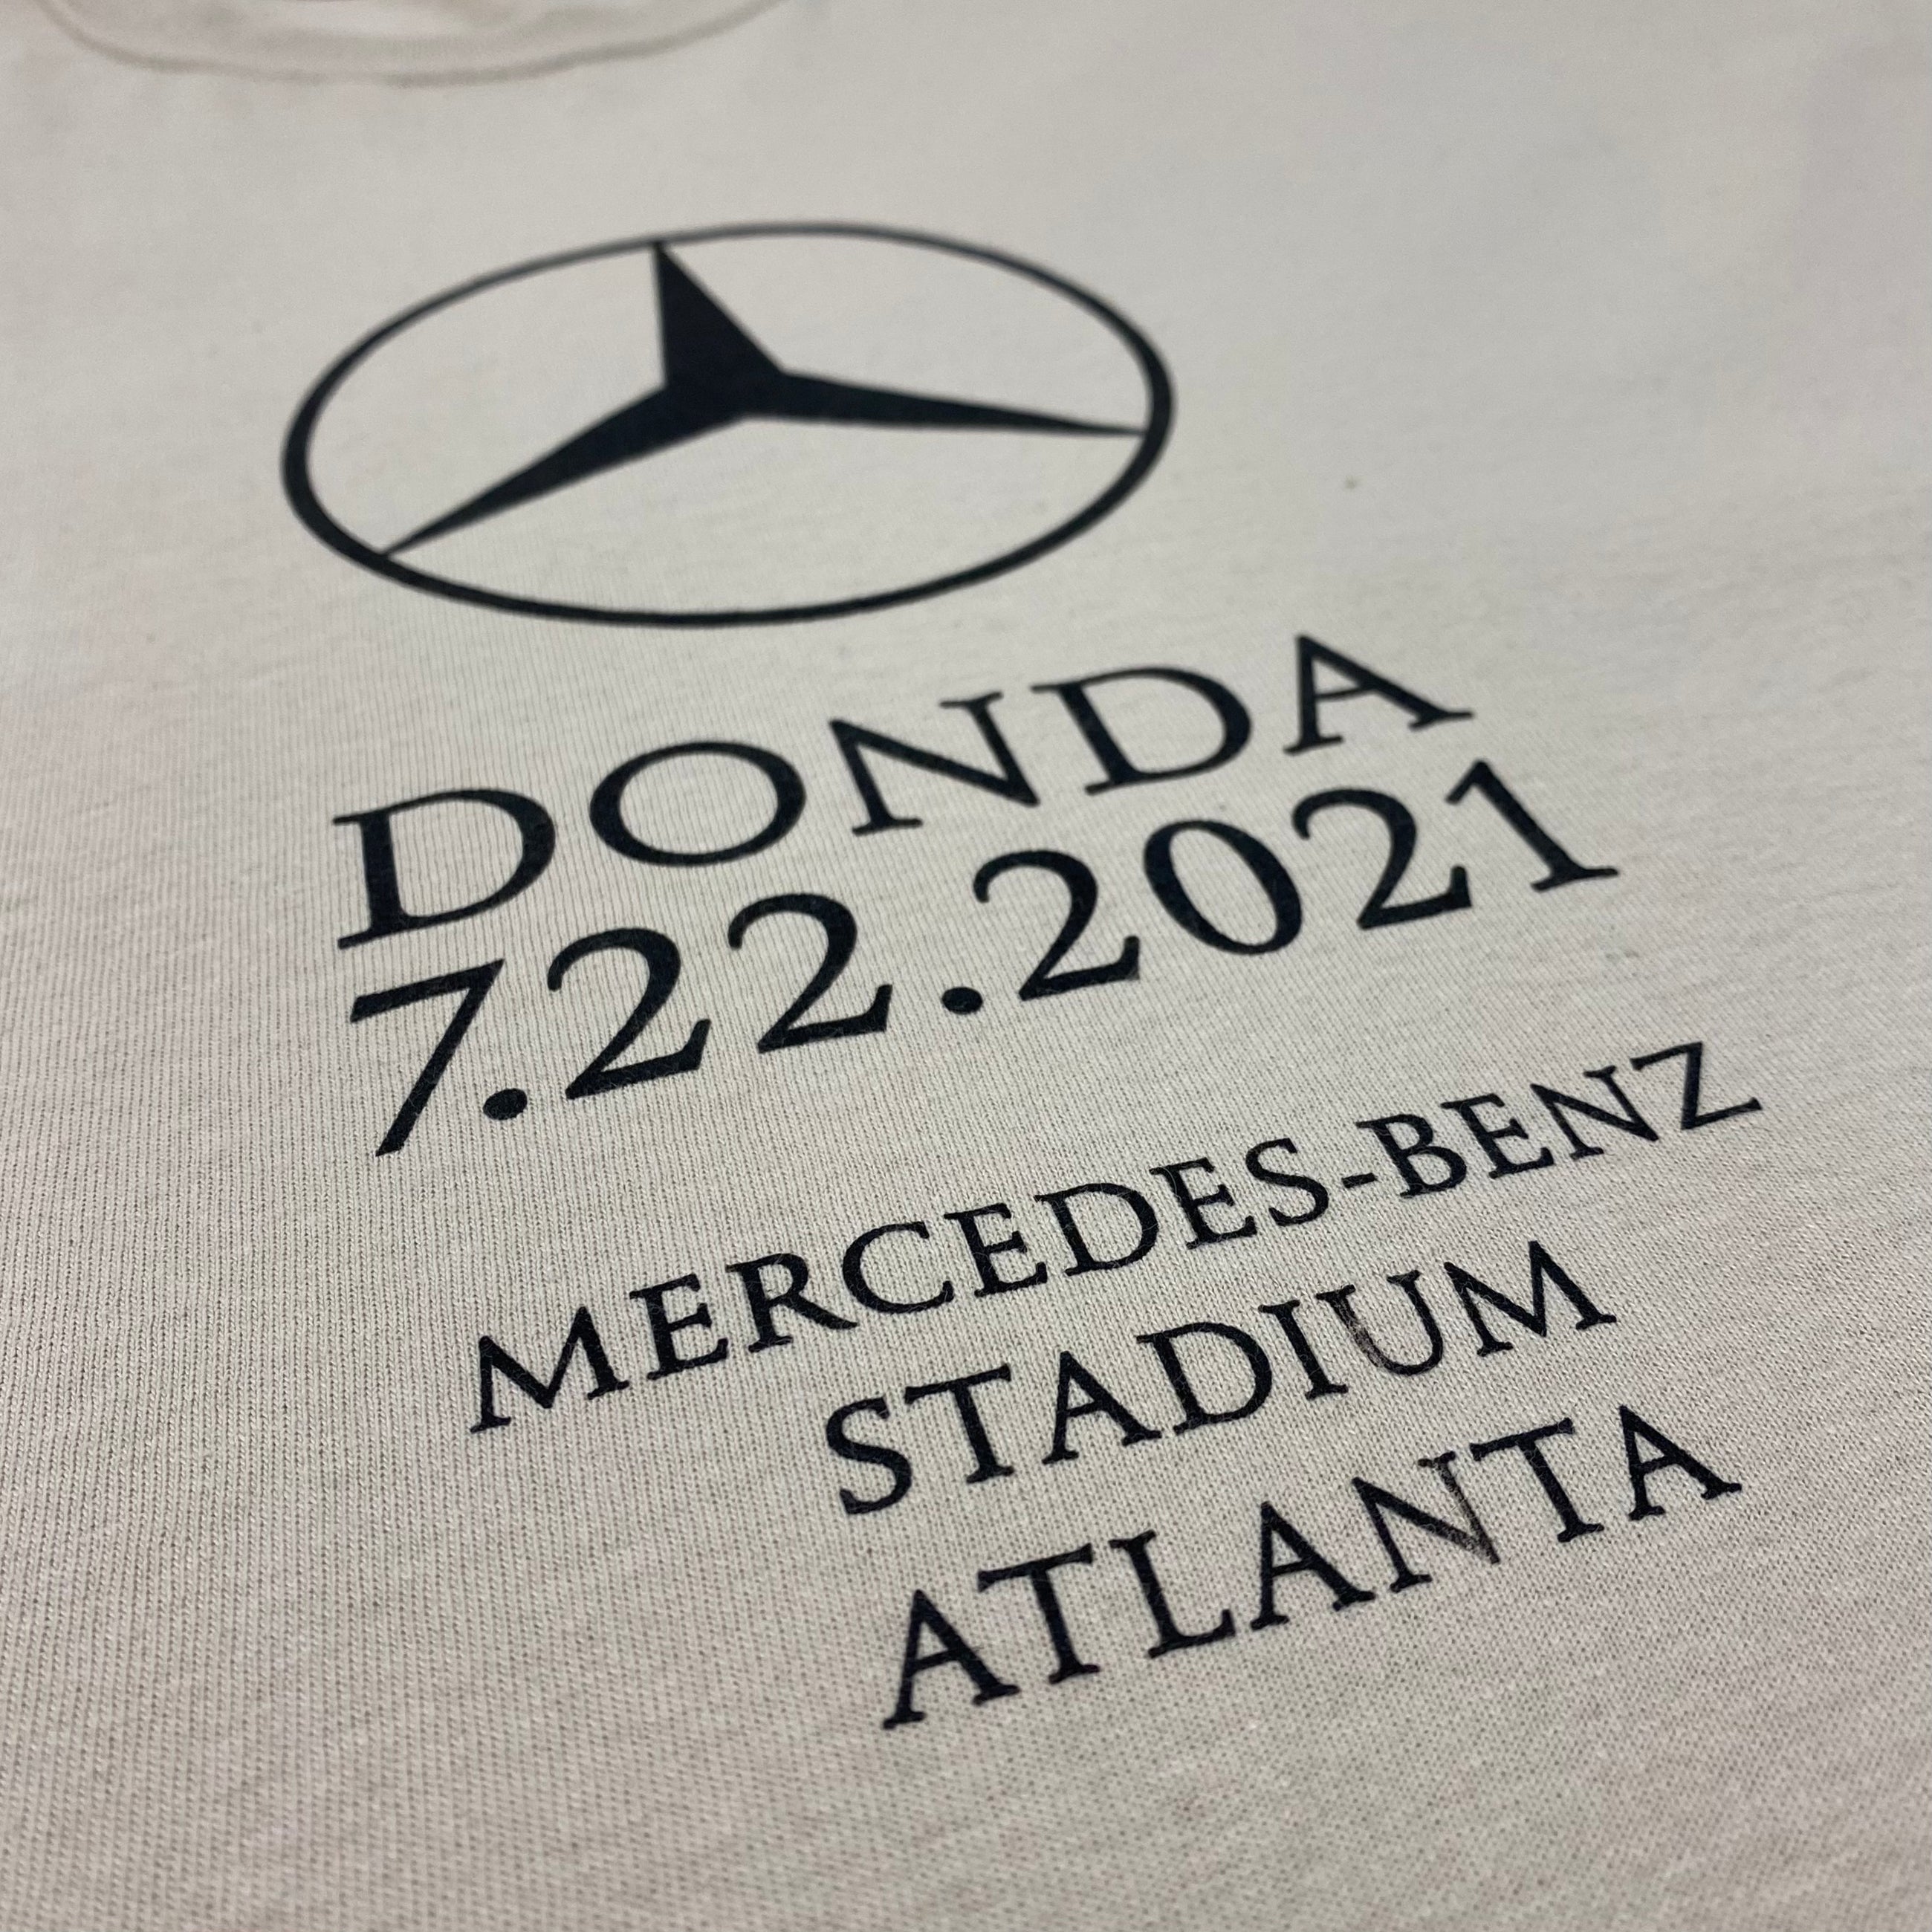 DONDA
7.22.2021
MERCEDES-BENZ
STADIUM
ATLANTA